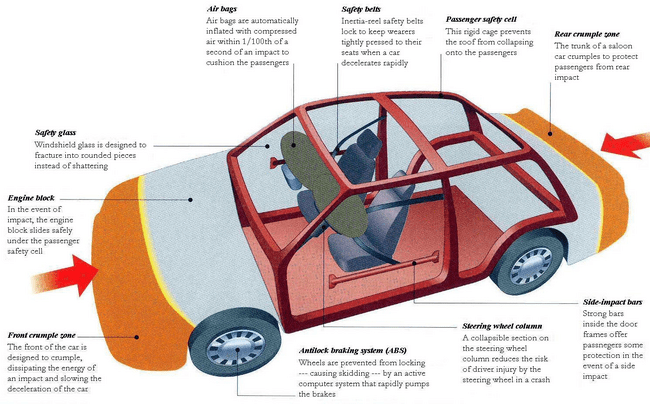 Air bags
Air bags are automatically
inflated with compressed
air within 1/100th of a
second of an impact to
cushion the passengers
Safety belts
Inertia-reel safety belts
lock to keep wearers
tightly pressed to their
seats when a car
decelerates rapidly
Passenger safety cell
This rigid cage prevents
the roof from collapsing
onto the passengers
Rear crumple zone
The trunk of a saloon
car crumples to protect
passengers from rear
impact
Safety glass
Windshield glass is designed to
fracture into rounded pieces
instead of shattering
Engine block
In the event of
impact, the engine
block slides safely
under the passenger
safety cell
Front crumple zone
The front of the car is
designed to crumple,
dissipating the energy of
an impact and slowing the
deceleration of the car
Antilock braking system (ABS)
Wheels are prevented from locking
--- causing skidding --- by an active
computer system that rapidly pumps
the brakes
Steering wheel column
A collapsible section on
the steering wheel
column reduces the risk
of driver injury by the
steering wheel in a crash
Side-impact bars
Strong bars
inside the door
frames offer
passengers some
protection in the
event of a side
impact